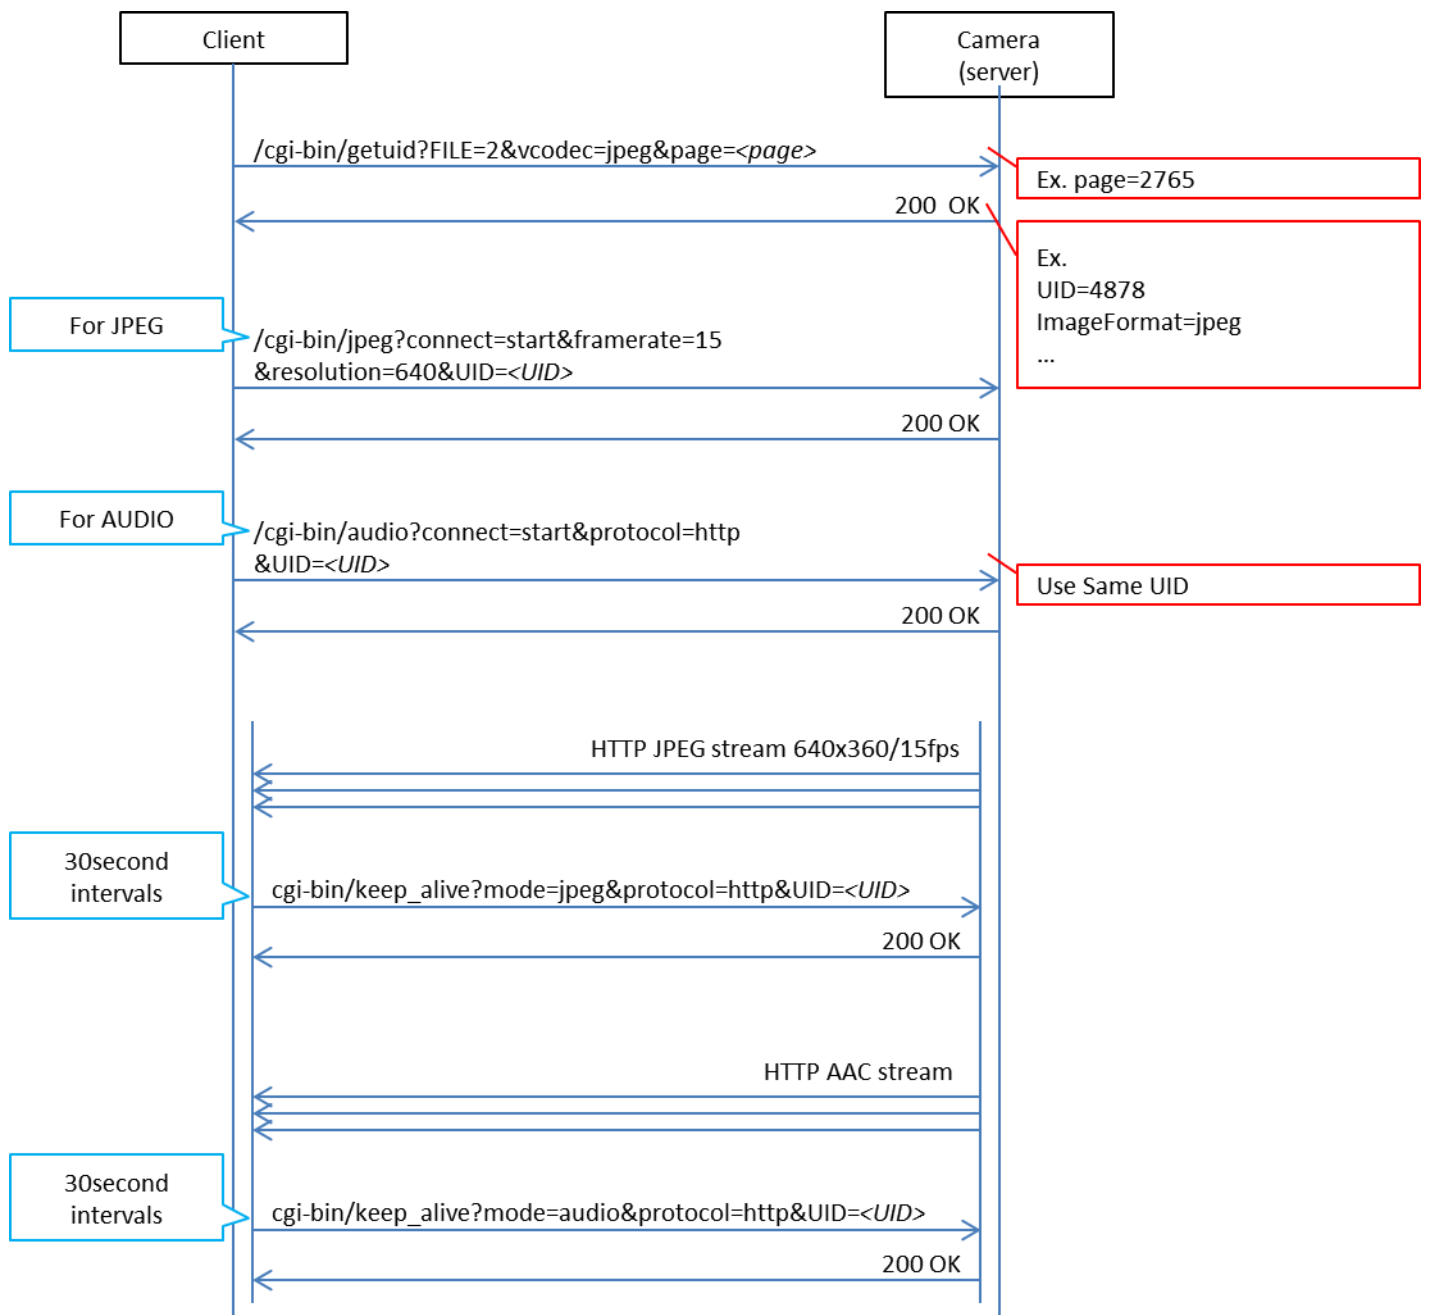 Client
Camera
(server)
/cgi-bin/getuid?FILE=2&vcodec=jpeg&page=<page>
Ex. page=2765
200  OK
Ex.
UID=4878
ImageFormat=jpeg
...
For JPEG
/cgi-bin/jpeg?connect=start&framerate=15
&resolution=640&UID=<UID>
200 OK
For AUDIO
/cgi-bin/audio?connect=start&protocol=http
&UID=<UID>
Use Same UID
200 OK
HTTP JPEG stream 640x360/15fps
30second
intervals
cgi-bin/keep_alive?mode=jpeg&protocol=http&UID=<UID>
200 OK
HTTP AAC stream
30second
intervals
cgi-bin/keep_alive?mode=audio&protocol=http&UID=<UID>
200 OK